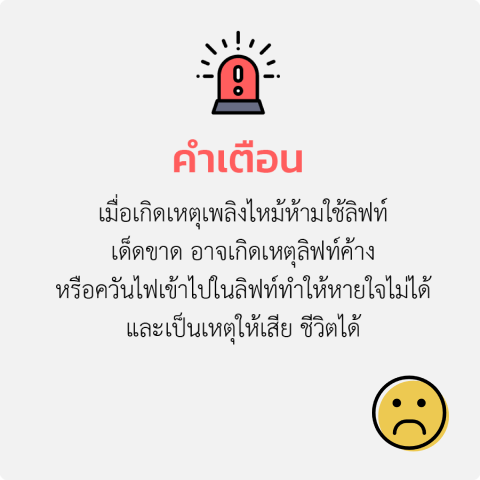 คำเตือน
เมื่อเกิดเหตุเพลิงไหม้ห้ามใช้ลิฟท์
เด็ดขาด อาจเกิดเหตุลิฟท์ค้าง
หรือควันไฟเข้าไปในลิฟท์ทำให้หายใจไม่ได้
และเป็นเหตุให้เสีย ชีวิตได้